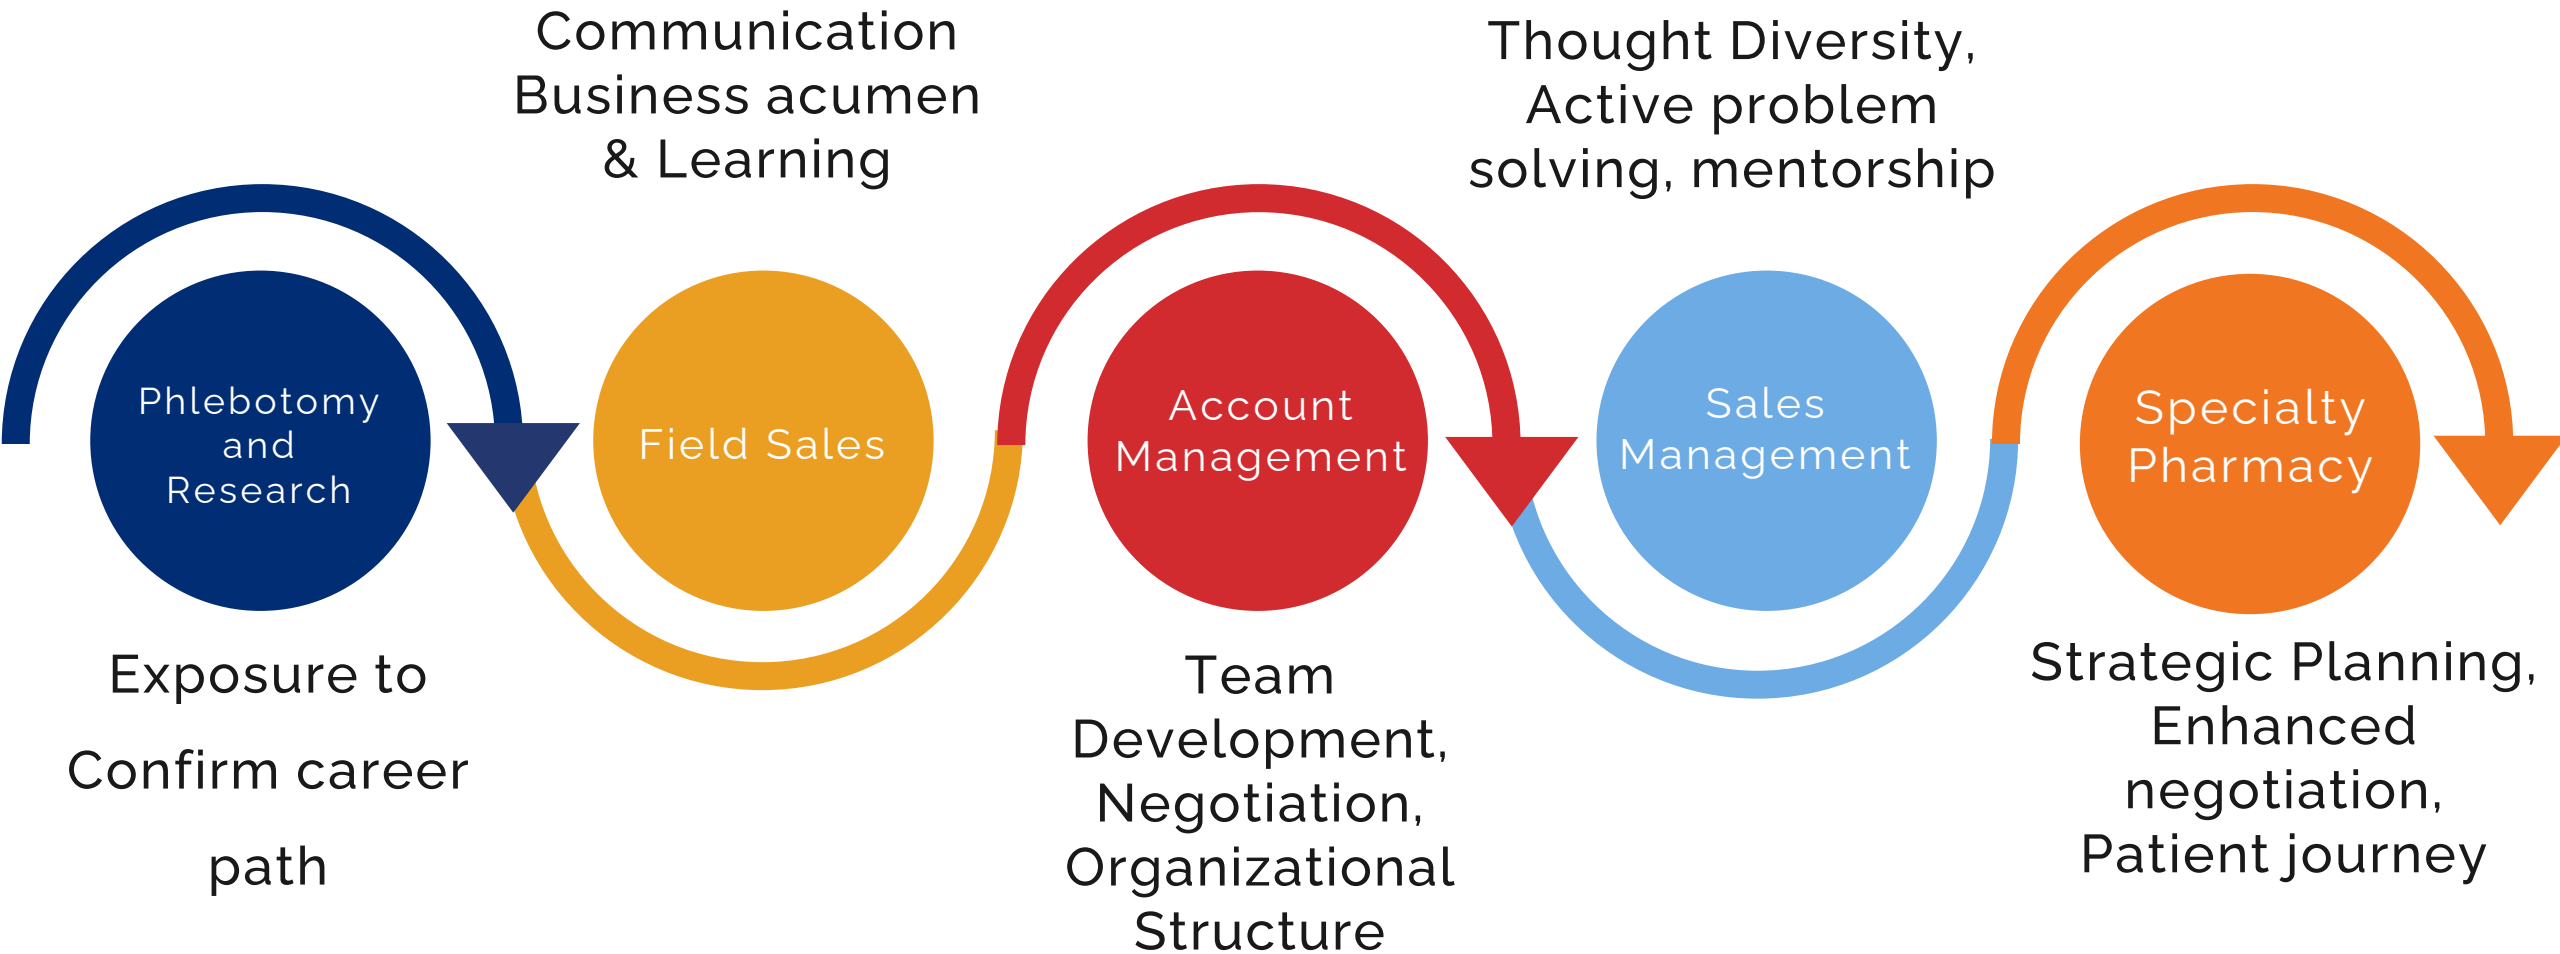 Communication
Business acumen
& Learning
Thought Diversity,
Active problem
solving, mentorship
Phlebotomy
and
Research
Field Sales
Account
Management
Sales
Management
Specialty
Pharmacy
Exposure to
Confirm career
path
Team
Development,
Negotiation,
Organizational
Structure
Strategic Planning,
Enhanced
negotiation,
Patient journey